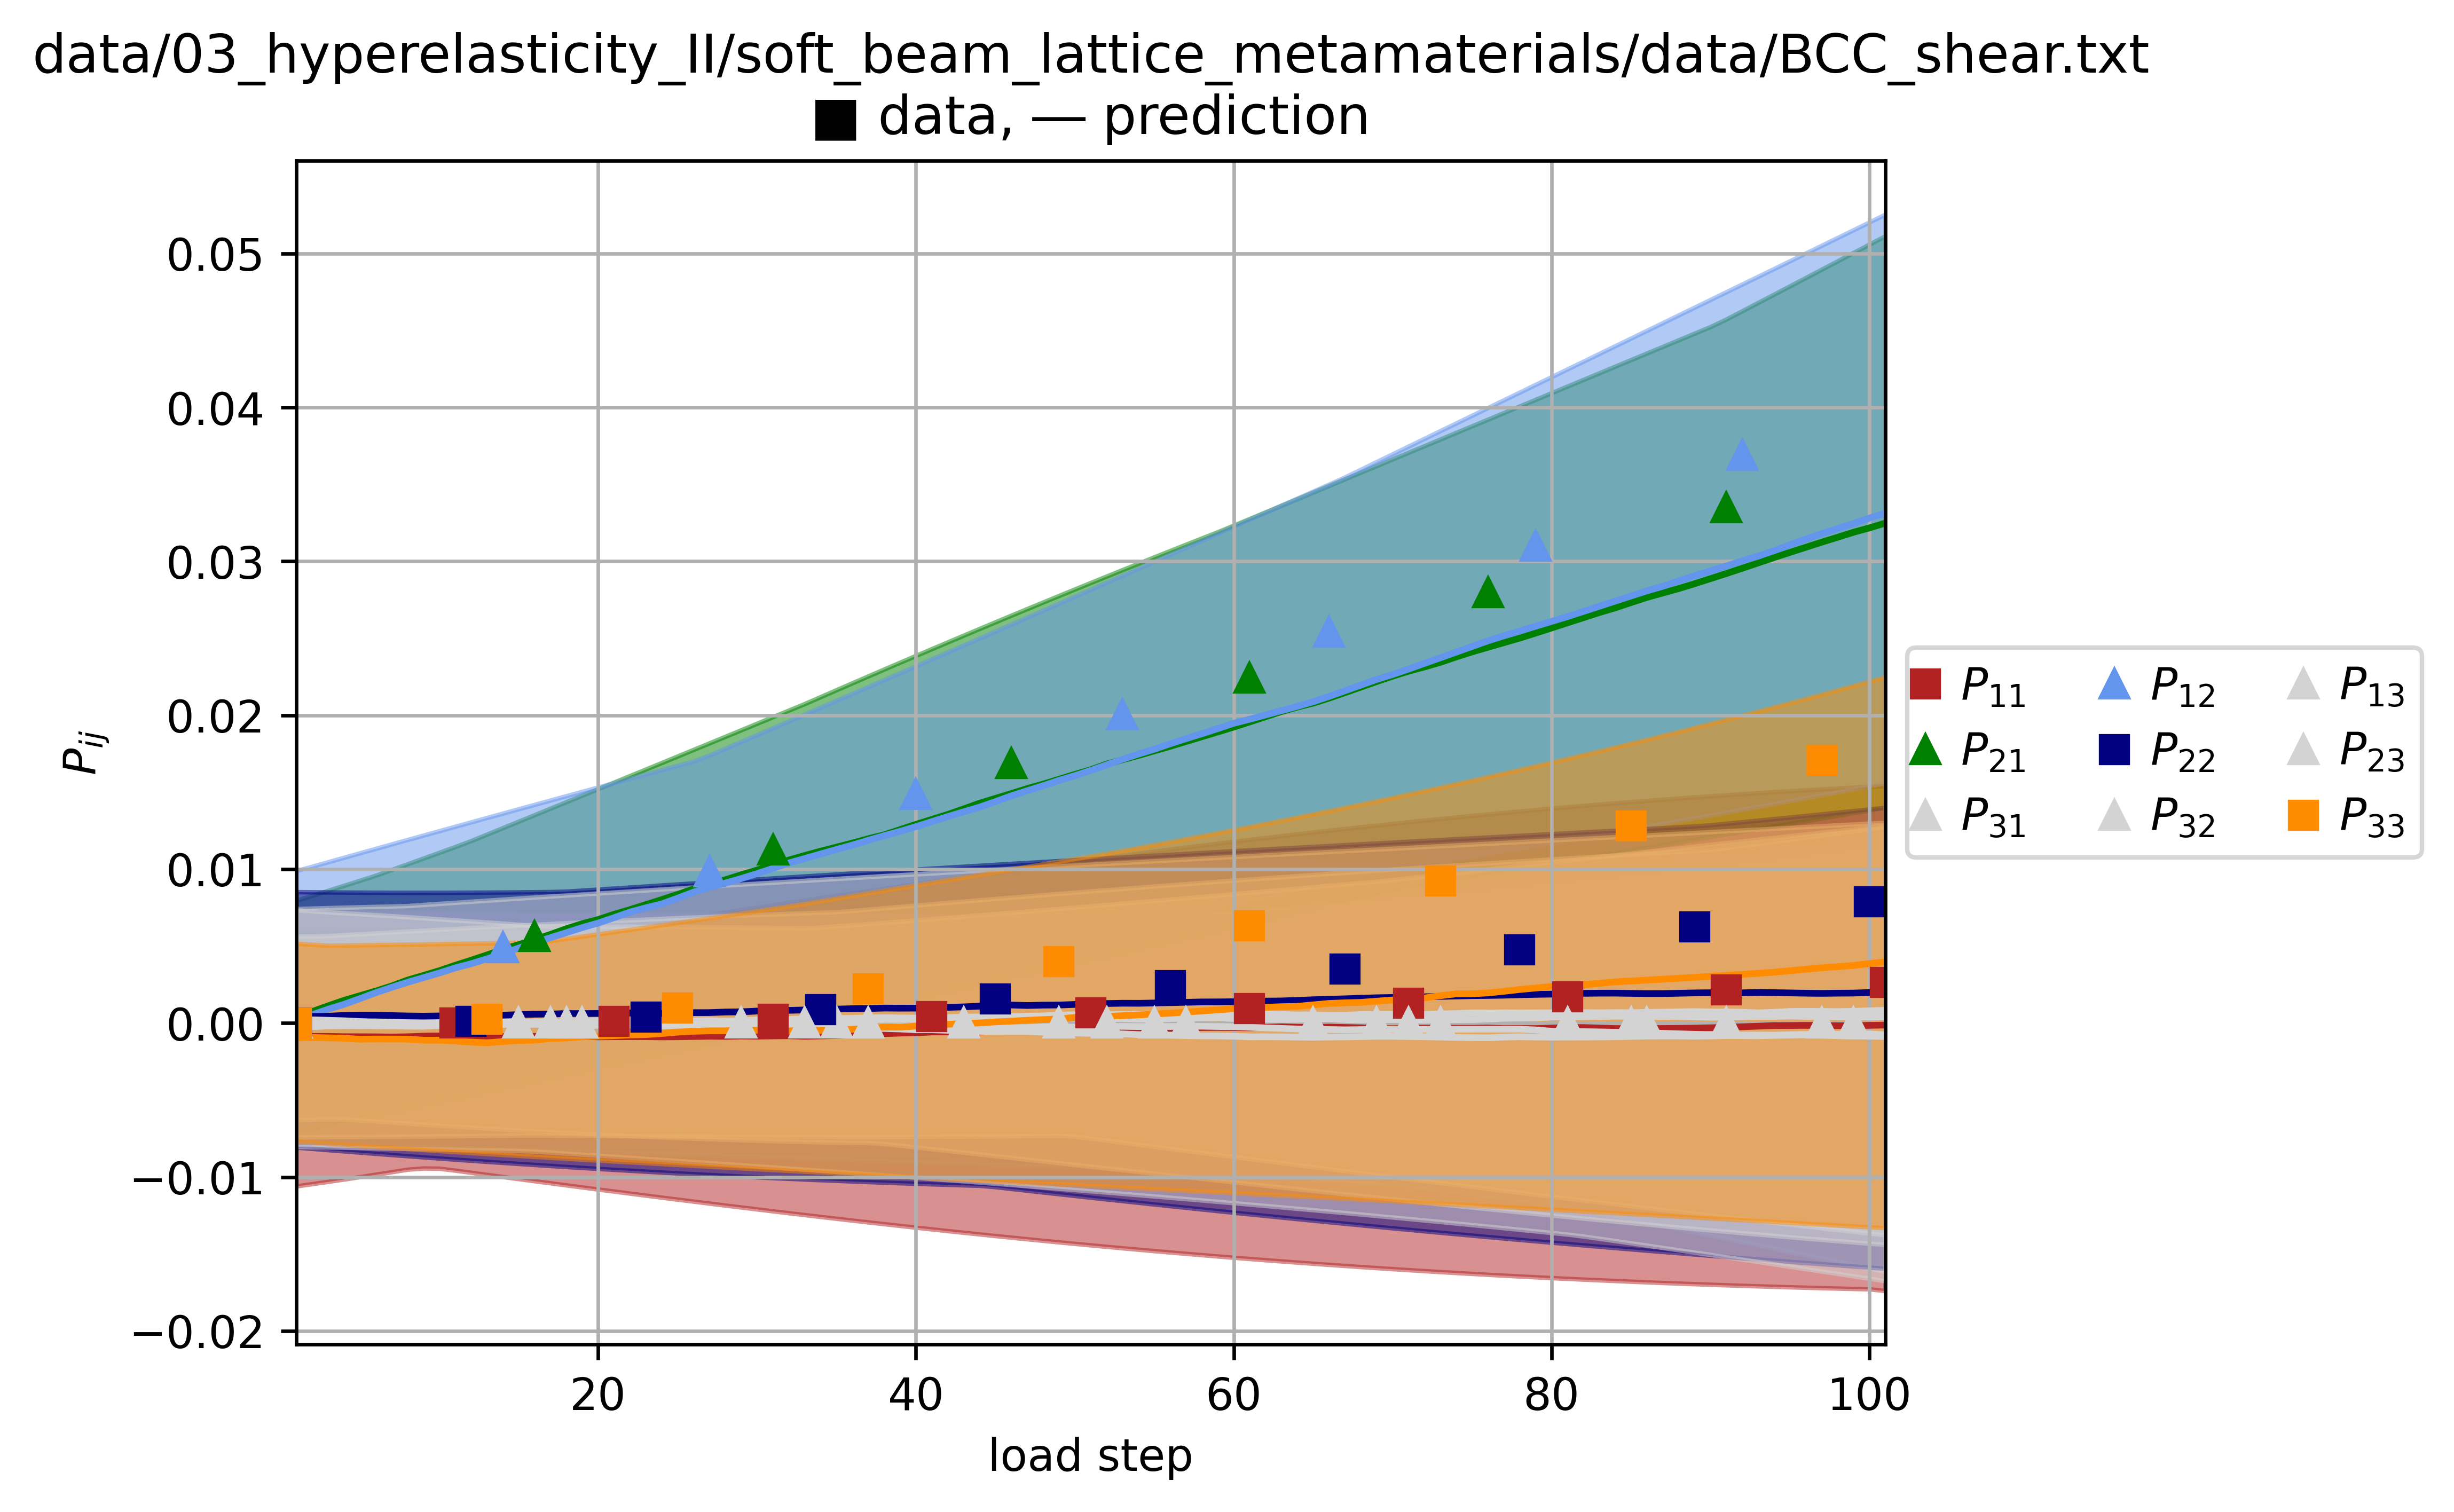 data/03_hyperelasticity_II/soft_beam_lattice_metamaterials/data/BCC_shear.txt
■ data, — prediction
0.05
0.04
0.03
0.02
0.01
0.00
−0.01
−0.02
P_ij
20 40 60 80 100
load step
P_11 P_12 P_13
P_21 P_22 P_23
P_31 P_32 P_33